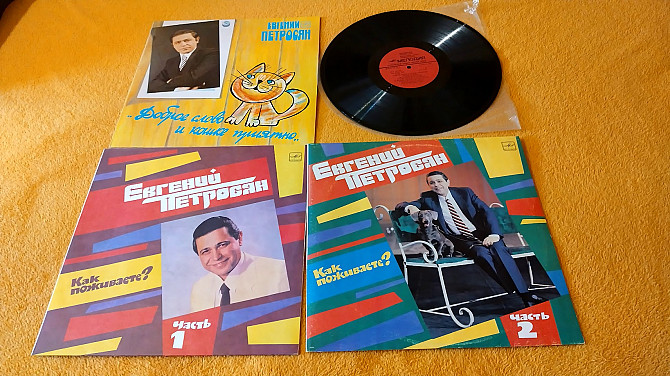 ЕВГЕНИЙ
ПЕТРОСЯН
„Доброе слово
и кошке приятно„
ЕВГЕНИЙ
ПЕТРОСЯН
Как
поживаете?
Часть
1
ЕВГЕНИЙ
ПЕТРОСЯН
Как
поживаете?
Часть
2